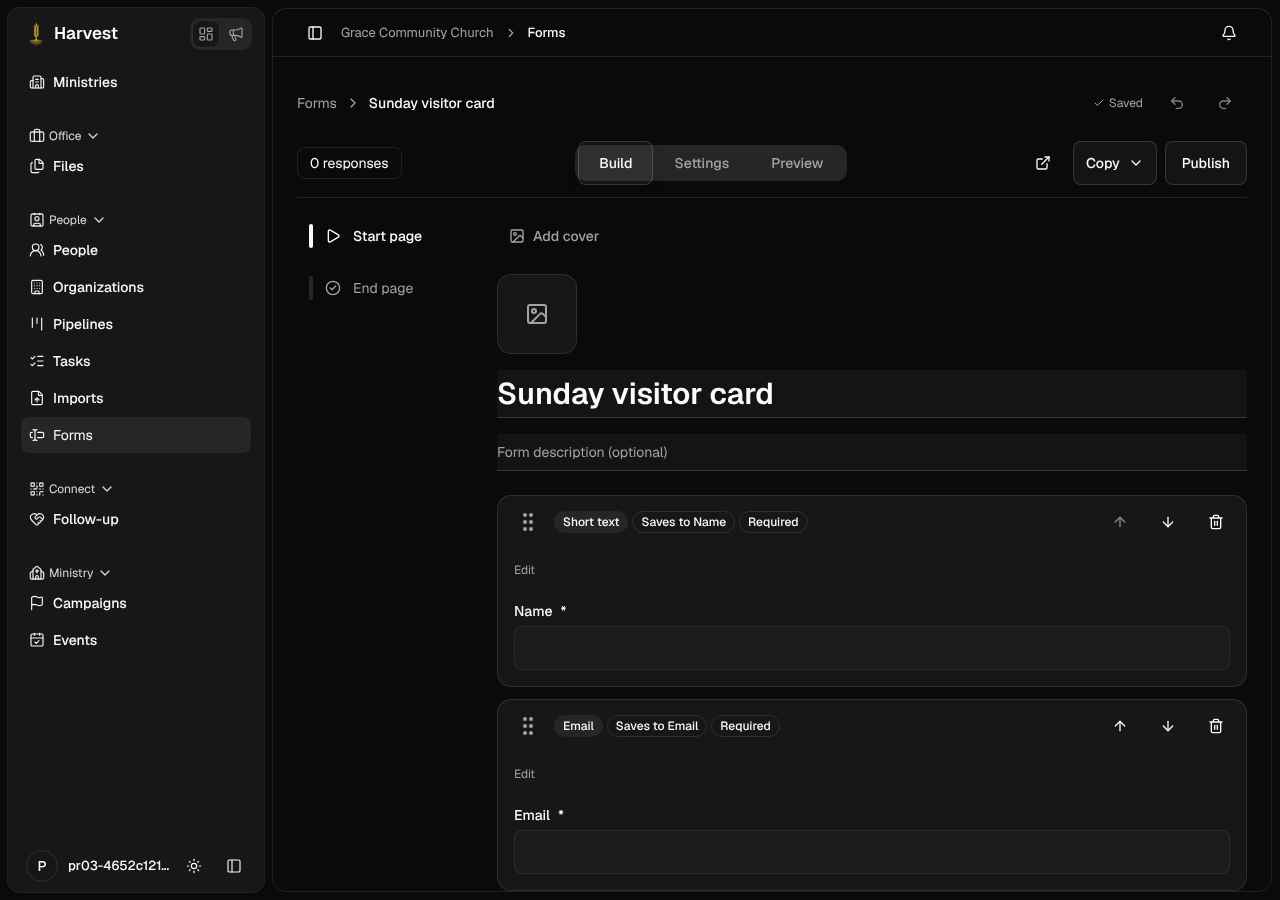 Harvest
Ministries
Office
Files
People
People
Organizations
Pipelines
Tasks
Imports
Forms
Connect
Follow-up
Ministry
Campaigns
Events
P
pr03-4652c121...
Grace Community Church > Forms
Forms > Sunday visitor card
Saved
0 responses
Build
Settings
Preview
Copy
Publish
Start page
End page
Add cover
Sunday visitor card
Form description (optional)
Short text
Saves to Name
Required
Edit
Name *
Email
Saves to Email
Required
Edit
Email *